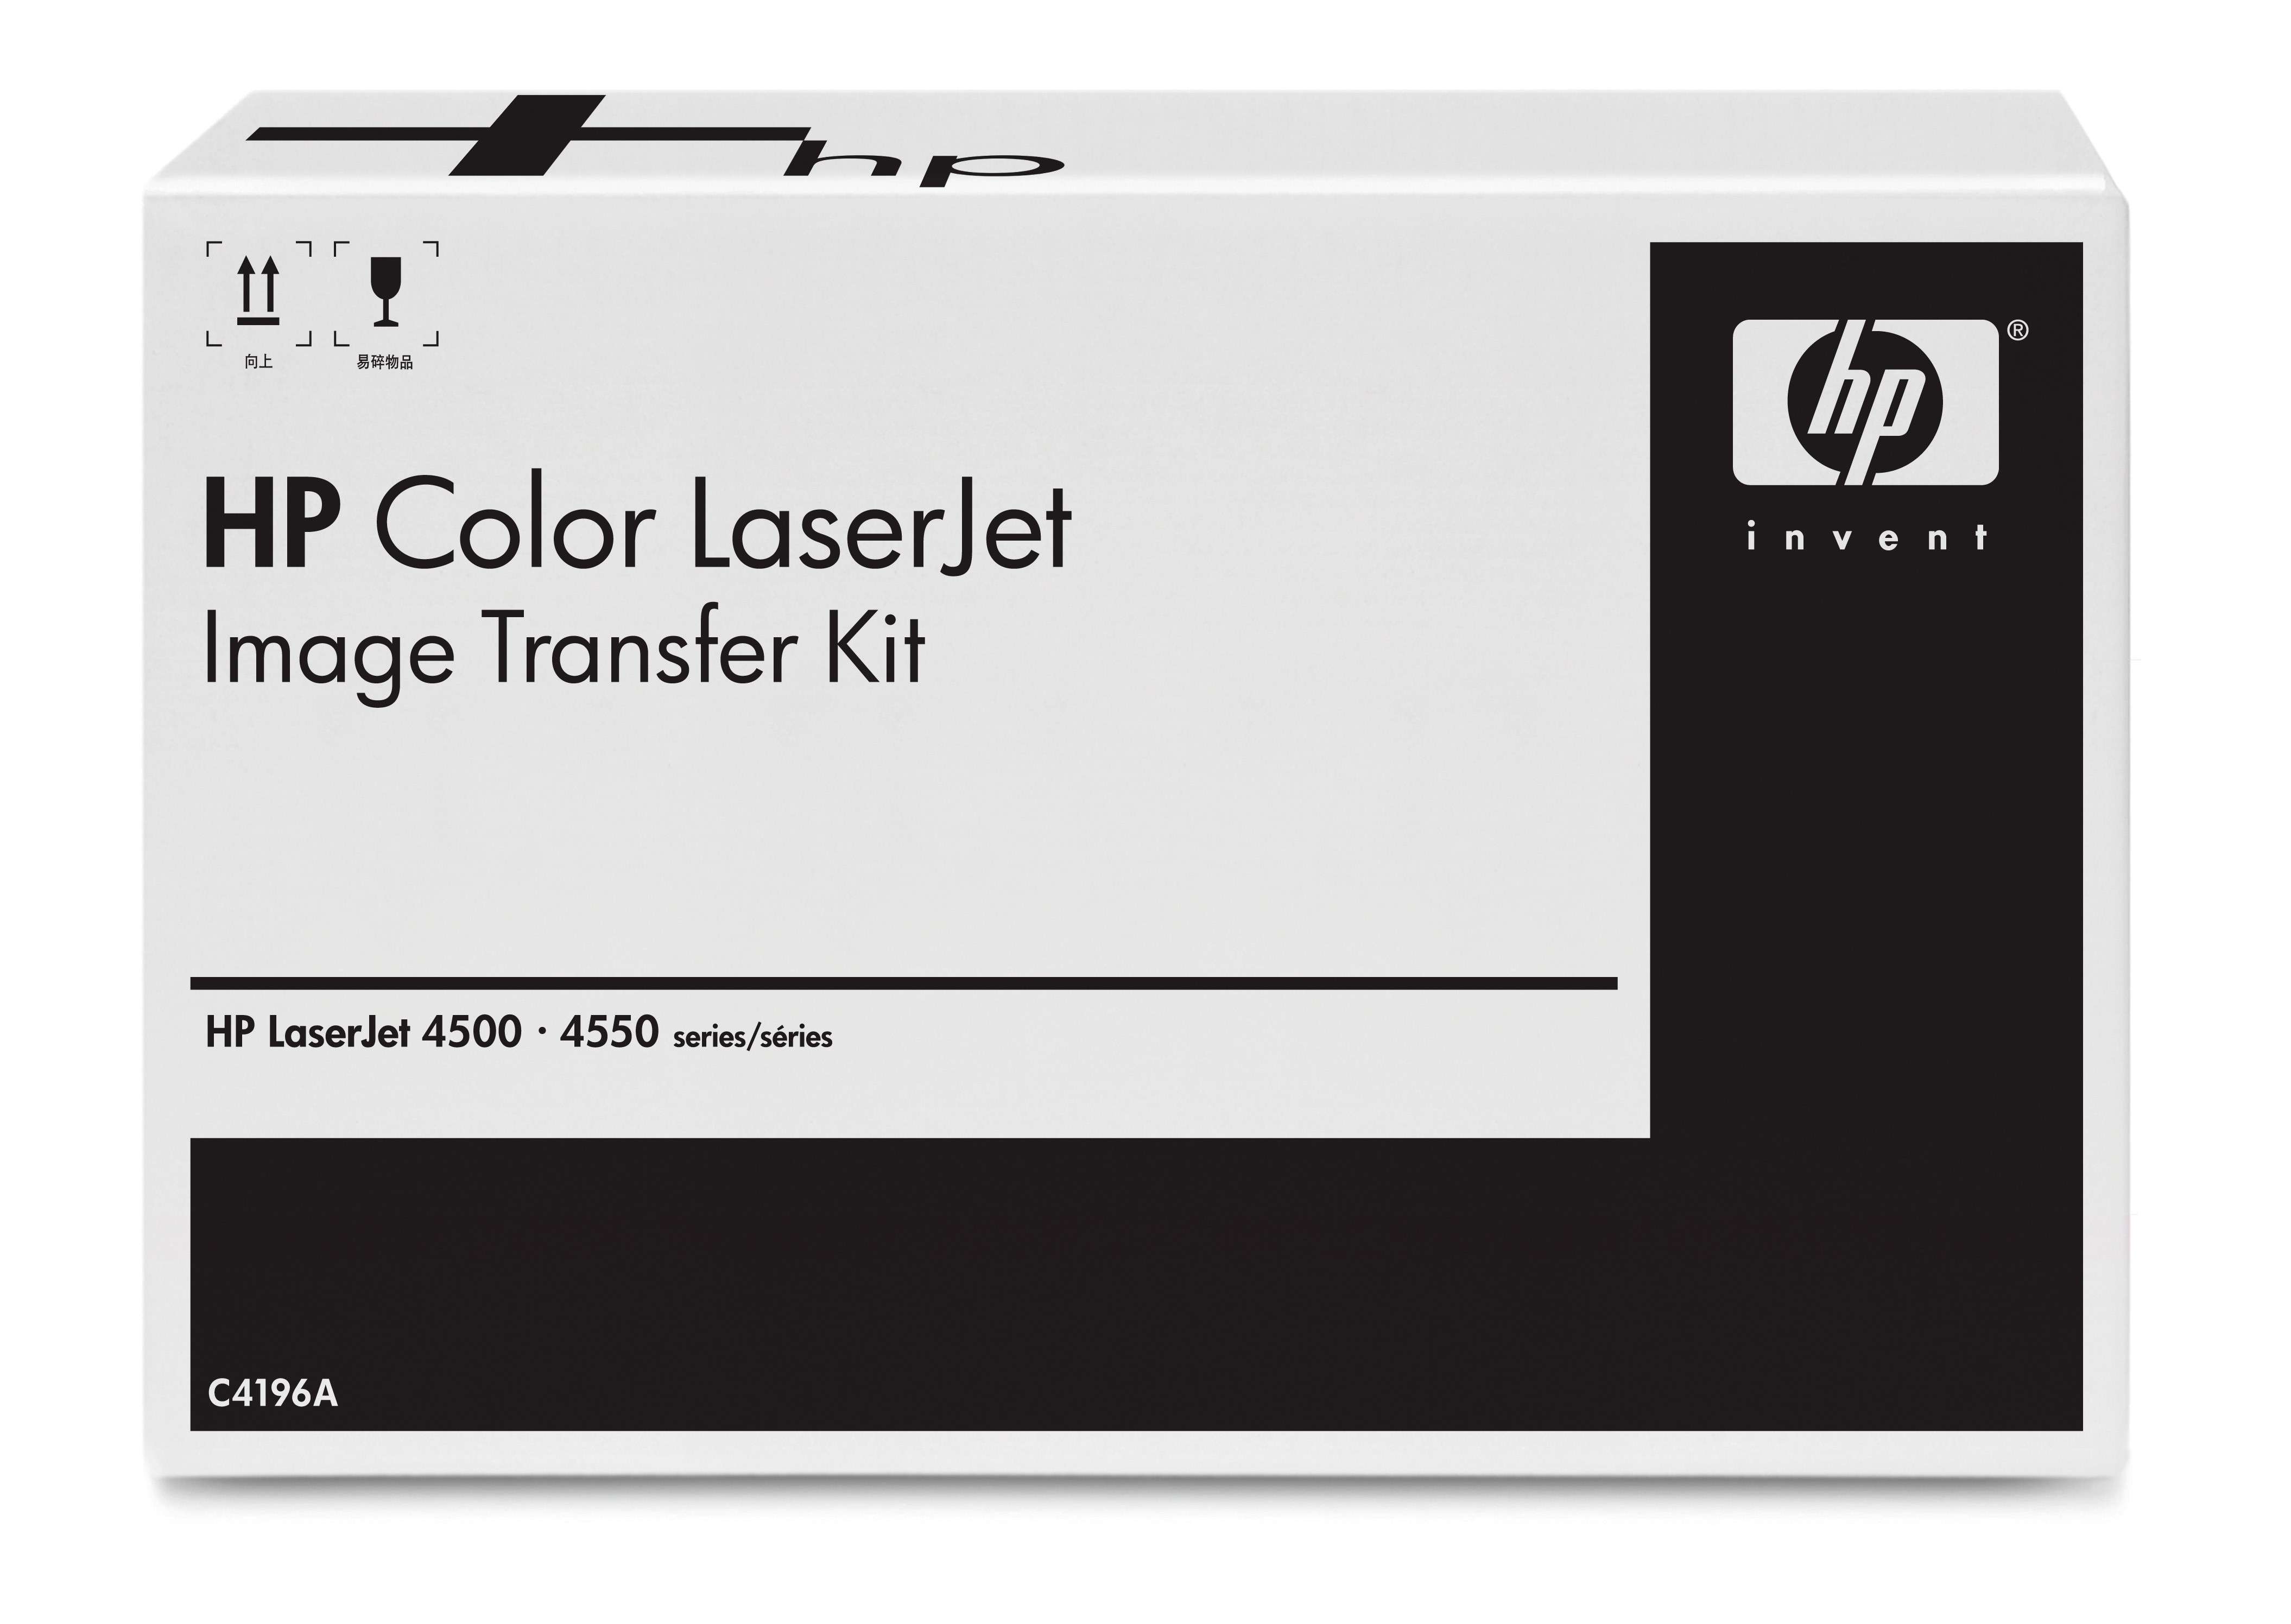 hp
向上 易碎物品
hp ®
invent
HP Color LaserJet
Image Transfer Kit
HP LaserJet 4500 · 4550 series/séries
C4196A